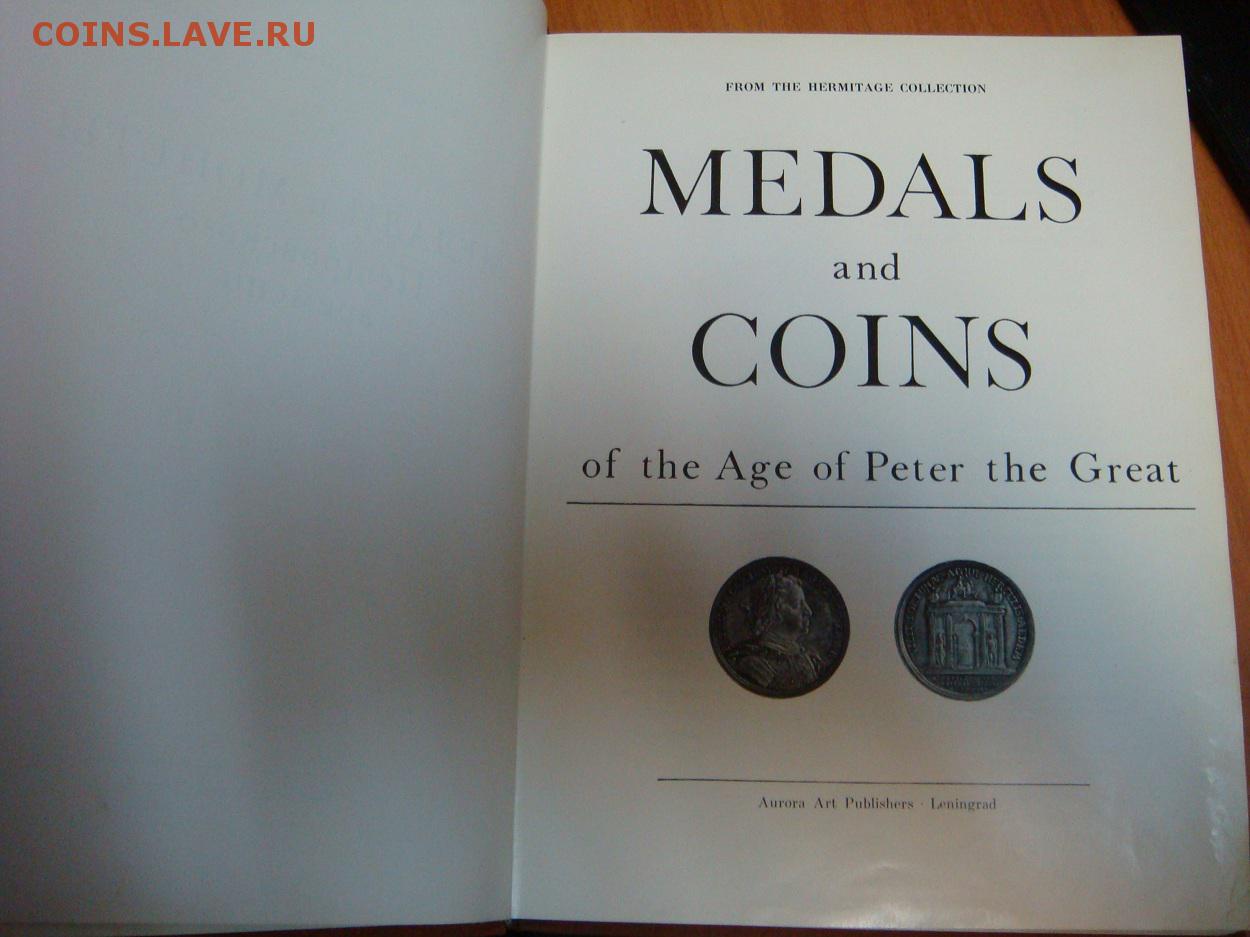 COINS.LAVE.RU
FROM THE HERMITAGE COLLECTION
MEDALS
and
COINS
of the Age of Peter the Great
Aurora Art Publishers · Leningrad